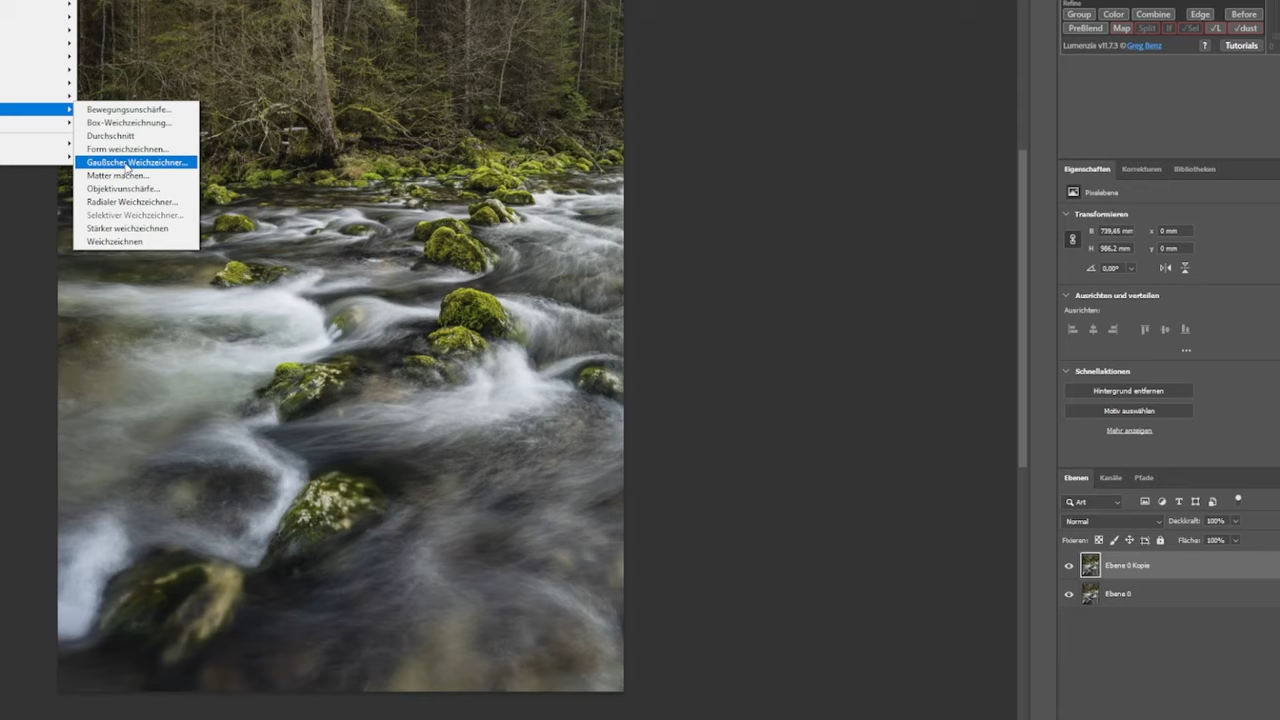 Refine
Group Color Combine Edge Before
PreBlend Map Split If √Sel √L √dust
Lumenzia v11.7.3 © Greg Benz ? Tutorials
Bewegungsunschärfe...
Box-Weichzeichnung...
Durchschnitt
Form weichzeichnen...
Gaußscher Weichzeichner...
Matter machen...
Objektivunschärfe...
Radialer Weichzeichner...
Selektiver Weichzeichner...
Stärker weichzeichnen
Weichzeichnen
Eigenschaften Korrekturen Bibliotheken
Pixelebene
Transformieren
B 739,65 mm x 0 mm
H 986,2 mm y 0 mm
0,00°
Ausrichten und verteilen
Ausrichten:
...
Schnellaktionen
Hintergrund entfernen
Motiv auswählen
Mehr anzeigen
Ebenen Kanäle Pfade
Art
Normal Deckkraft: 100%
Fixieren: Fläche: 100%
Ebene 0 Kopie
Ebene 0